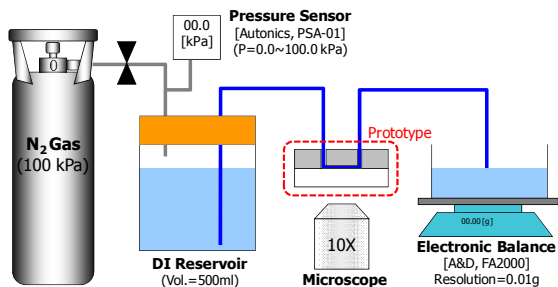 00.0
[kPa]
Pressure Sensor
[Autonics, PSA-01]
(P=0.0~100.0 kPa)
N2 Gas
(100 kPa)
Prototype
10X
00.00 [g]
DI Reservoir
(Vol.=500ml)
Microscope
Electronic Balance
[A&D, FA2000]
Resolution=0.01g